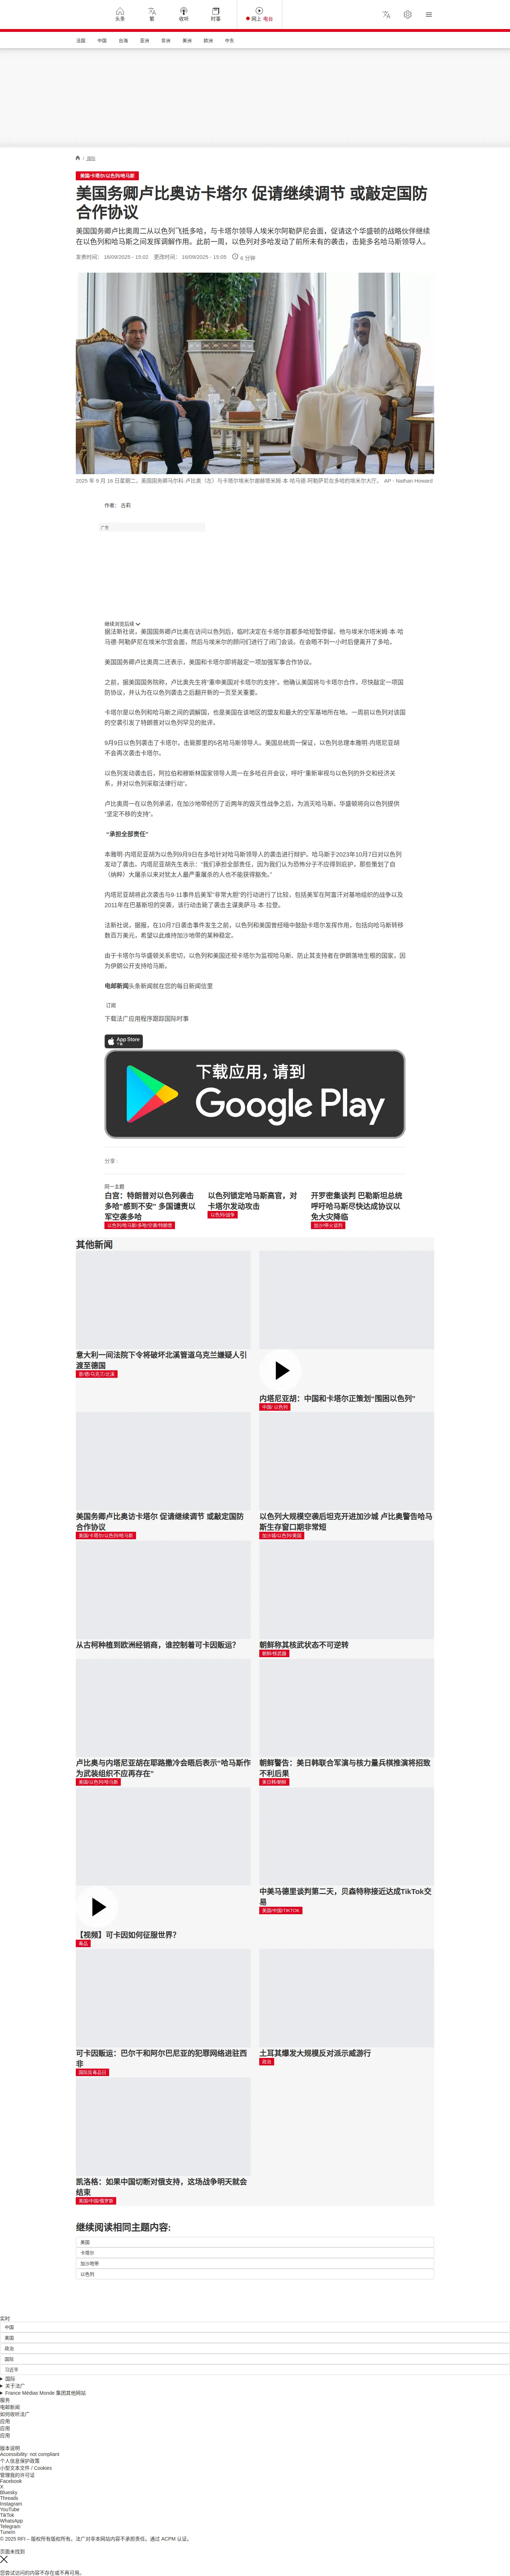 头条
繁
收听
时事
网上 电台
法国
中国
台海
亚洲
非洲
美洲
欧洲
中东
/ 国际
美国/卡塔尔/以色列/哈马斯
美国务卿卢比奥访卡塔尔 促请继续调节 或敲定国防
合作协议
美国国务卿卢比奥周二从以色列飞抵多哈，与卡塔尔领导人埃米尔阿勒萨尼会面，促请这个华盛顿的战略伙伴继续
在以色列和哈马斯之间发挥调解作用。此前一周，以色列对多哈发动了前所未有的袭击，击毙多名哈马斯领导人。
发表时间： 16/09/2025 - 15:02 更改时间： 16/09/2025 - 15:05 6 分钟
2025 年 9 月 16 日星期二，美国国务卿马尔科·卢比奥（左）与卡塔尔埃米尔谢赫塔米姆·本·哈马德·阿勒萨尼在多哈的埃米尔大厅。 AP - Nathan Howard
作者： 古莉
广告
继续浏览后续
据法新社说，美国国务卿卢比奥在访问以色列后，临时决定在卡塔尔首都多哈短暂停留。他与埃米尔塔米姆·本·哈
马德·阿勒萨尼在埃米尔宫会面，然后与埃米尔的顾问们进行了闭门会谈。在会晤不到一小时后便离开了多哈。
美国国务卿卢比奥周二还表示，美国和卡塔尔即将敲定一项加强军事合作协议。
之前，据美国国务院称，卢比奥先生将“重申美国对卡塔尔的支持”。他确认美国将与卡塔尔合作，尽快敲定一项国
防协议，并认为在以色列袭击之后翻开新的一页至关重要。
卡塔尔是以色列和哈马斯之间的调解国，也是美国在该地区的盟友和最大的空军基地所在地。一周前以色列对该国
的空袭引发了特朗普对以色列罕见的批评。
9月9日以色列袭击了卡塔尔，击毙那里的5名哈马斯领导人。美国总统周一保证，以色列总理本雅明·内塔尼亚胡
不会再次袭击卡塔尔。
以色列发动袭击后，阿拉伯和穆斯林国家领导人周一在多哈召开会议，呼吁“重新审视与以色列的外交和经济关
系，并对以色列采取法律行动”。
卢比奥周一在以色列承诺，在加沙地带经历了近两年的毁灭性战争之后，为消灭哈马斯，华盛顿将向以色列提供
“坚定不移的支持”。
“承担全部责任”
本雅明·内塔尼亚胡为以色列9月9日在多哈针对哈马斯领导人的袭击进行辩护。哈马斯于2023年10月7日对以色列
发动了袭击。内塔尼亚胡先生表示：“我们承担全部责任，因为我们认为恐怖分子不应得到庇护，那些策划了自
（纳粹）大屠杀以来对犹太人最严重屠杀的人也不能获得豁免。”
内塔尼亚胡将此次袭击与9·11事件后美军“非常大胆”的行动进行了比较，包括美军在阿富汗对基地组织的战争以及
2011年在巴基斯坦的突袭，该行动击毙了袭击主谋奥萨马·本·拉登。
法新社说，据报，在10月7日袭击事件发生之前，以色列和美国曾经暗中鼓励卡塔尔发挥作用，包括向哈马斯转移
数百万美元，希望以此维持加沙地带的某种稳定。
由于卡塔尔与华盛顿关系密切，以色列和美国还视卡塔尔为监视哈马斯、防止其支持者在伊朗落地生根的国家，因
为伊朗公开支持哈马斯。
电邮新闻头条新闻就在您的每日新闻信里
订阅
下载法广应用程序跟踪国际时事
App Store
下载
下载应用，请到
Google Play
分享 :
同一主题
白宫：特朗普对以色列袭击
多哈"感到不安" 多国谴责以
军空袭多哈
以色列/哈马斯/多哈/空袭/特朗普
以色列锁定哈马斯高官，对
卡塔尔发动攻击
以色列/战争
开罗密集谈判 巴勒斯坦总统
呼吁哈马斯尽快达成协议以
免大灾降临
加沙/停火谈判
其他新闻
意大利一间法院下令将破坏北溪管道乌克兰嫌疑人引
渡至德国
意/德/乌克兰/北溪
内塔尼亚胡：中国和卡塔尔正策划“围困以色列”
中国/ 以色列
美国务卿卢比奥访卡塔尔 促请继续调节 或敲定国防
合作协议
美国/卡塔尔/以色列/哈马斯
以色列大规模空袭后坦克开进加沙城 卢比奥警告哈马
斯生存窗口期非常短
加沙城/以色列/美国
从古柯种植到欧洲经销商，谁控制着可卡因贩运？
朝鲜称其核武状态不可逆转
朝鲜/核武器
卢比奥与内塔尼亚胡在耶路撒冷会晤后表示“哈马斯作
为武装组织不应再存在”
美国/以色列/哈马斯
朝鲜警告：美日韩联合军演与核力量兵棋推演将招致
不利后果
美日韩/朝鲜
【视频】可卡因如何征服世界？
毒品
中美马德里谈判第二天，贝森特称接近达成TikTok交
易
美国/中国/TIKTOK
可卡因贩运：巴尔干和阿尔巴尼亚的犯罪网络进驻西
非
国际反毒品日
土耳其爆发大规模反对派示威游行
政治
凯洛格：如果中国切断对俄支持，这场战争明天就会
结束
美国/中国/俄罗斯
继续阅读相同主题内容:
美国
卡塔尔
加沙地带
以色列
实时
中国
美国
政治
国际
习近平
国际
关于法广
France Médias Monde 集团其他网站
服务
电邮新闻
如何收听法广
应用
应用
应用
版本说明
Accessibility: not compliant
个人信息保护政策
小型文本文件 / Cookies
管理我的许可证
Facebook
X
Bluesky
Threads
Instagram
YouTube
TikTok
WhatsApp
Telegram
TuneIn
© 2025 RFI – 版权所有版权所有。法广对非本网站内容不承担责任。通过 ACPM 认证。
页面未找到
您尝试访问的内容不存在或不再可用。